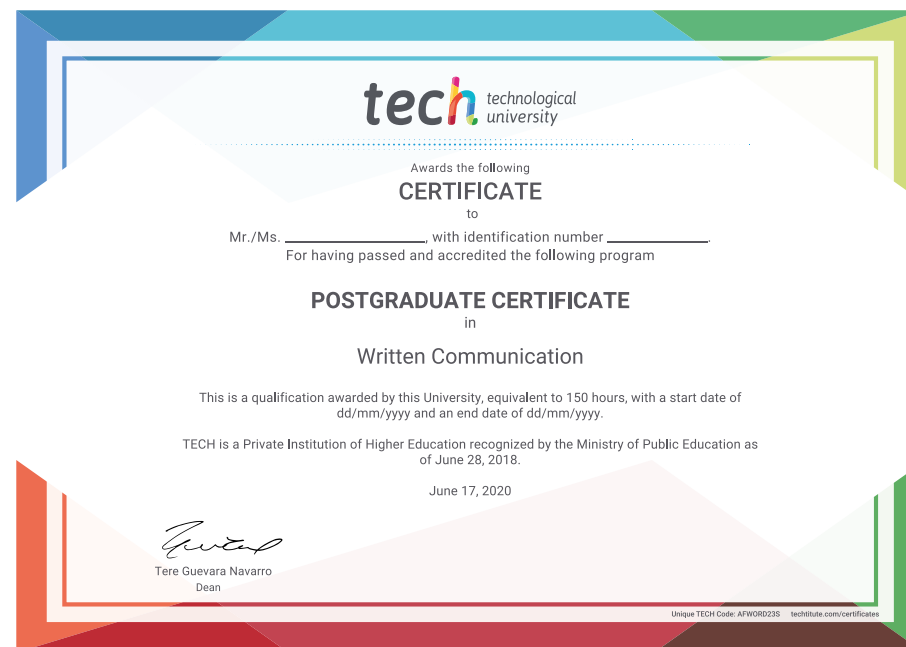 tech technological
university
Awards the following
CERTIFICATE
to
Mr./Ms. ____________________, with identification number ______________.
For having passed and accredited the following program
POSTGRADUATE CERTIFICATE
in
Written Communication
This is a qualification awarded by this University, equivalent to 150 hours, with a start date of
dd/mm/yyyy and an end date of dd/mm/yyyy.
TECH is a Private Institution of Higher Education recognized by the Ministry of Public Education as
of June 28, 2018.
June 17, 2020
Tere Guevara Navarro
Dean
Unique TECH Code: AFWORD23S techtitute.com/certificates